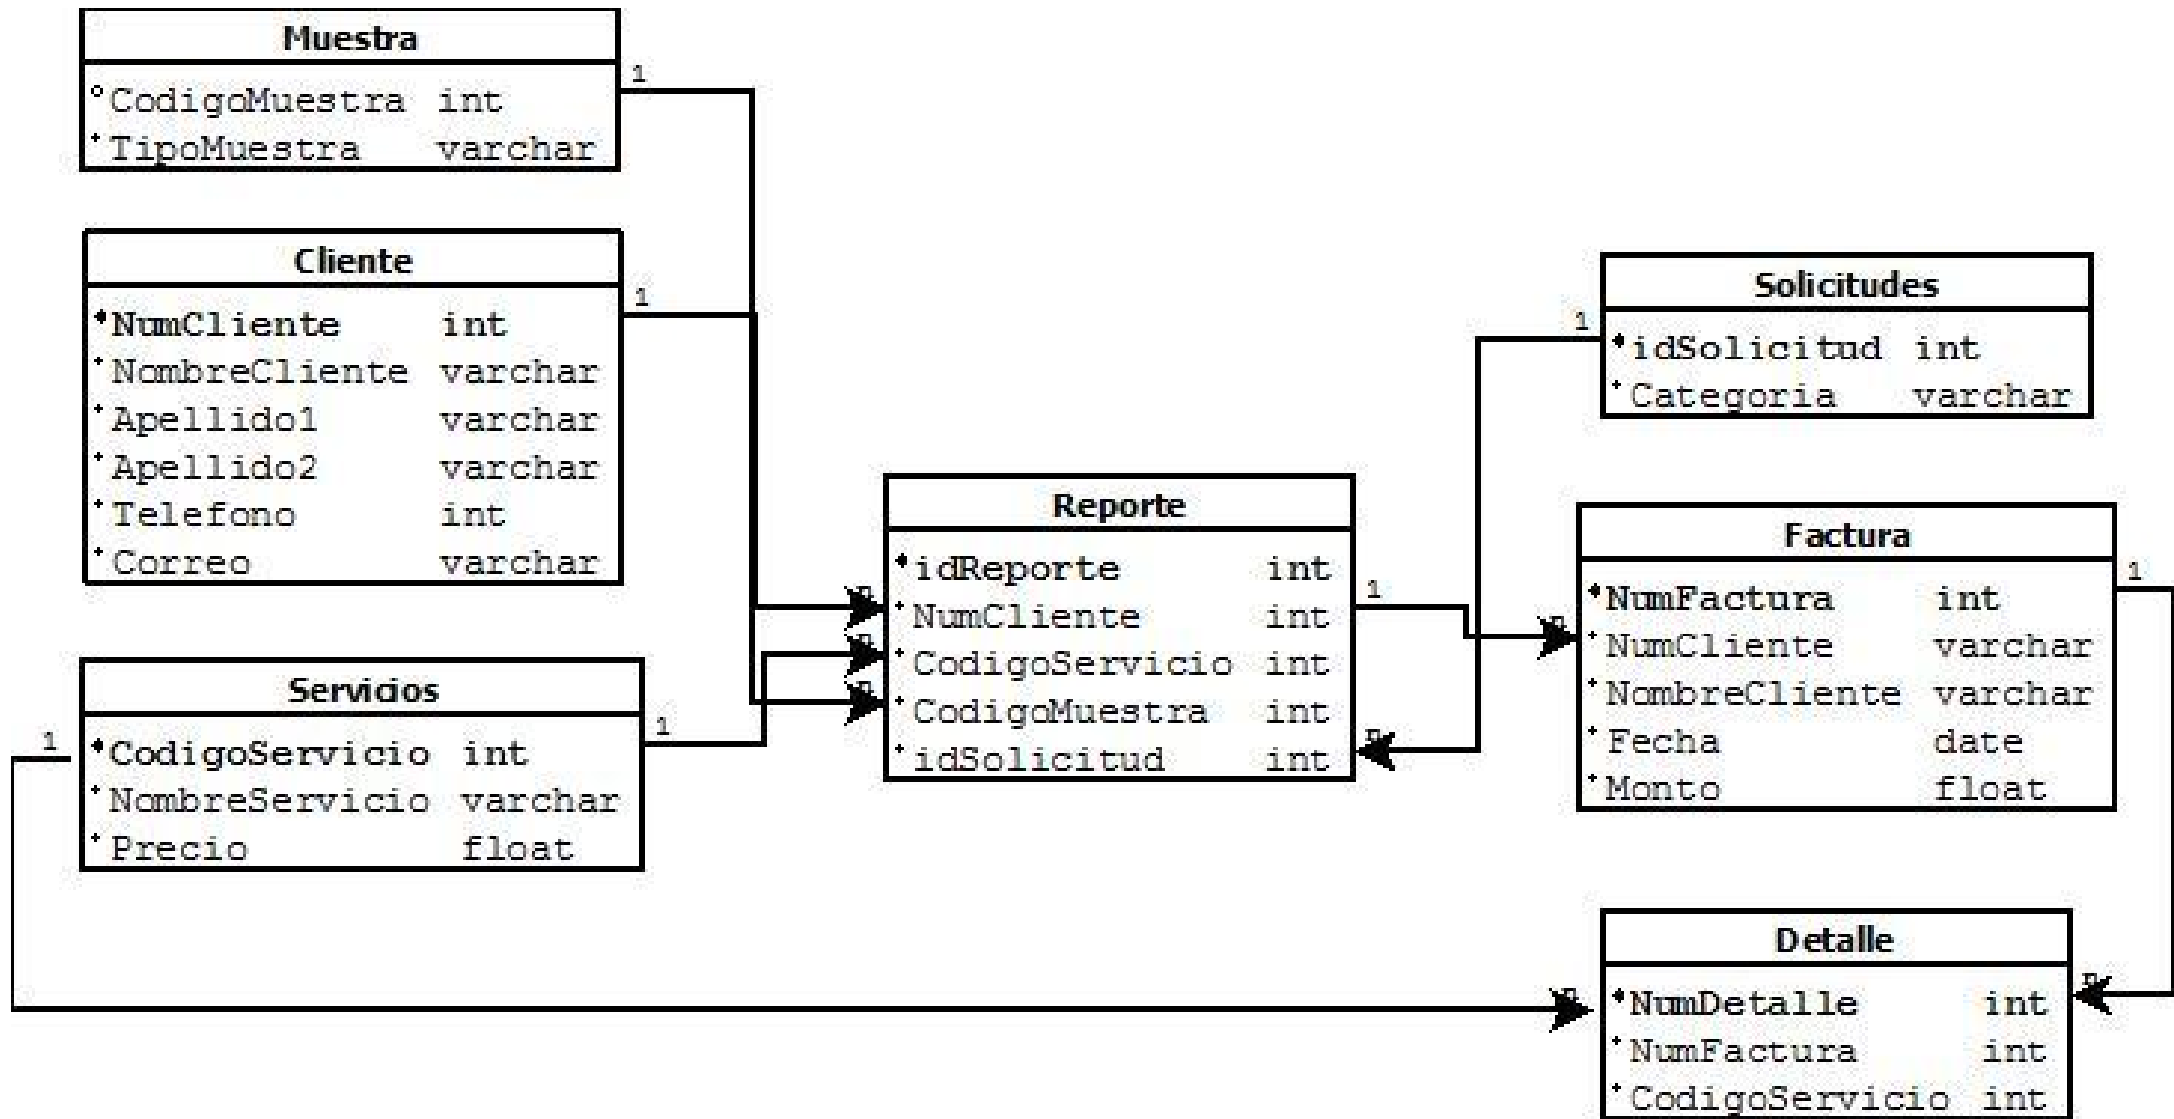 Muestra
CodigoMuestra int
TipoMuestra varchar
1
Cliente
NumCliente int
NombreCliente varchar
Apellido1 varchar
Apellido2 varchar
Telefono int
Correo varchar
1
Servicios
CodigoServicio int
NombreServicio varchar
Precio float
1
1
Reporte
idReporte int
NumCliente int
CodigoServicio int
CodigoMuestra int
idSolicitud int
n
n
n
n
1
Solicitudes
idSolicitud int
Categoria varchar
1
Factura
NumFactura int
NumCliente varchar
NombreCliente varchar
Fecha date
Monto float
n
1
Detalle
NumDetalle int
NumFactura int
CodigoServicio int
n
n